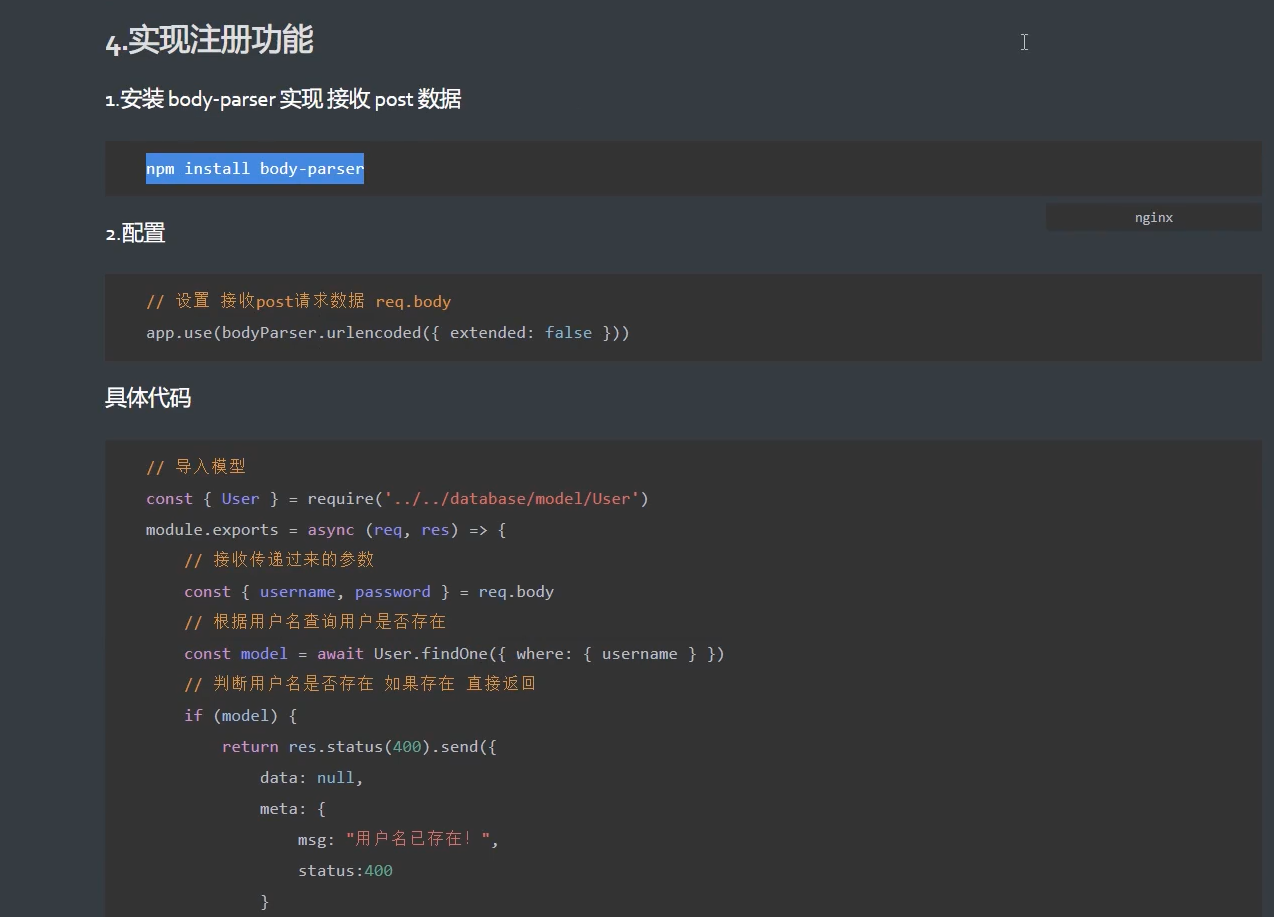 4.实现注册功能
1.安装 body-parser 实现 接收 post 数据
npm install body-parser
nginx
2.配置
// 设置 接收post请求数据 req.body
app.use(bodyParser.urlencoded({ extended: false }))
具体代码
// 导入模型
const { User } = require('../../database/model/User')
module.exports = async (req, res) => {
// 接收传递过来的参数
const { username, password } = req.body
// 根据用户名查询用户是否存在
const model = await User.findOne({ where: { username } })
// 判断用户名是否存在 如果存在 直接返回
if (model) {
return res.status(400).send({
data: null,
meta: {
msg: "用户名已存在！",
status:400
}